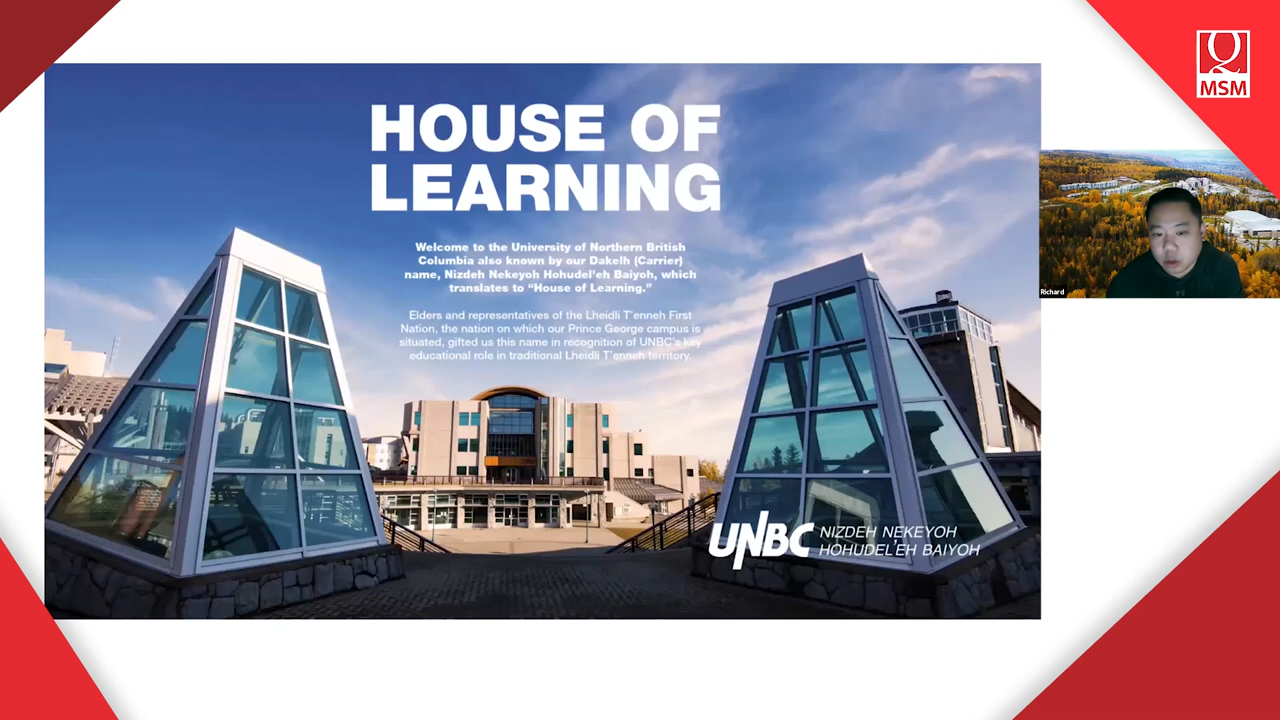 HOUSE OF
LEARNING
Welcome to the University of Northern British
Columbia also known by our Dakelh (Carrier)
name, Nizdeh Nekeyoh Hohudel'eh Baiyoh, which
translates to “House of Learning.”
Elders and representatives of the Lheidli T'enneh First
Nation, the nation on which our Prince George campus is
situated, gifted us this name in recognition of UNBC's key
educational role in traditional Lheidli T'enneh territory.
UNBC NIZDEH NEKEYOH
HOHUDEL'EH BAIYOH
MSM
Richard